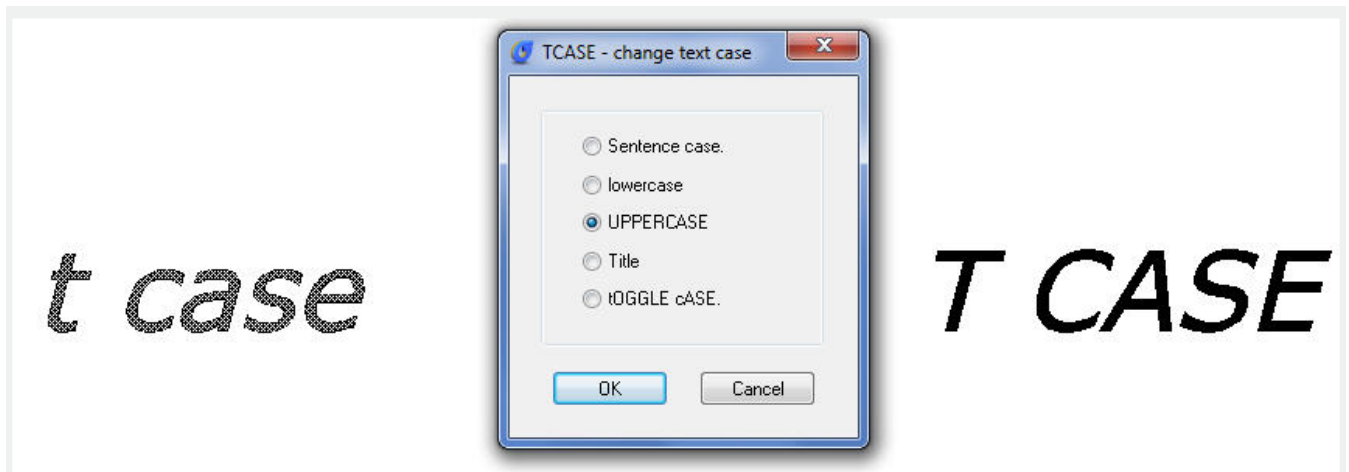 TCASE - change text case
Sentence case.
lowercase
UPPERCASE
Title
tOGGLE cASE.
OK Cancel
t case
T CASE